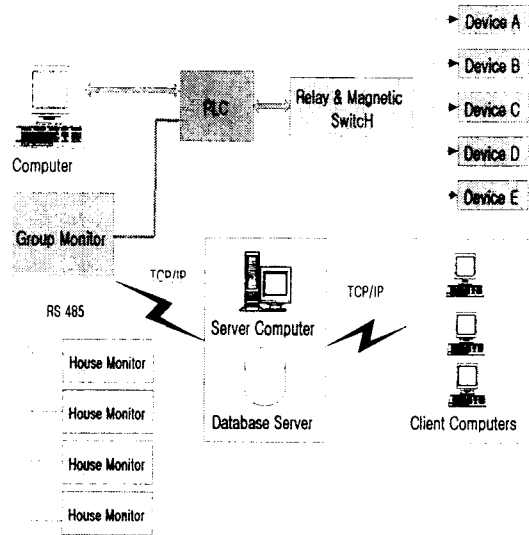 Device A
Device B
Device C
Device D
Device E
PLC
Relay & Magnetic
SwitcH
Computer
Group Monitor
TCP/IP
RS 485
Server Computer
Database Server
TCP/IP
Client Computers
House Monitor
House Monitor
House Monitor
House Monitor